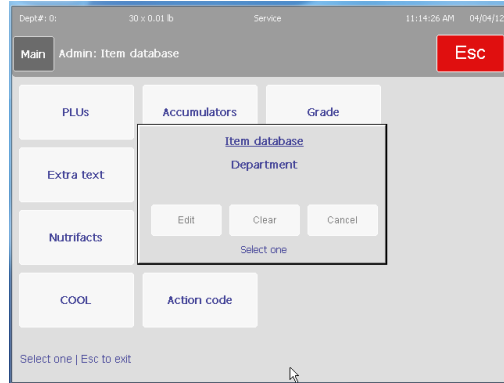 Dept#: 0: 30 x 0.01 lb Service 11:14:26 AM 04/04/12
Main Admin: Item database Esc
PLUs Accumulators Grade
Item database
Department
Extra text
Edit Clear Cancel
Nutrifacts
Select one
COOL Action code
Select one | Esc to exit